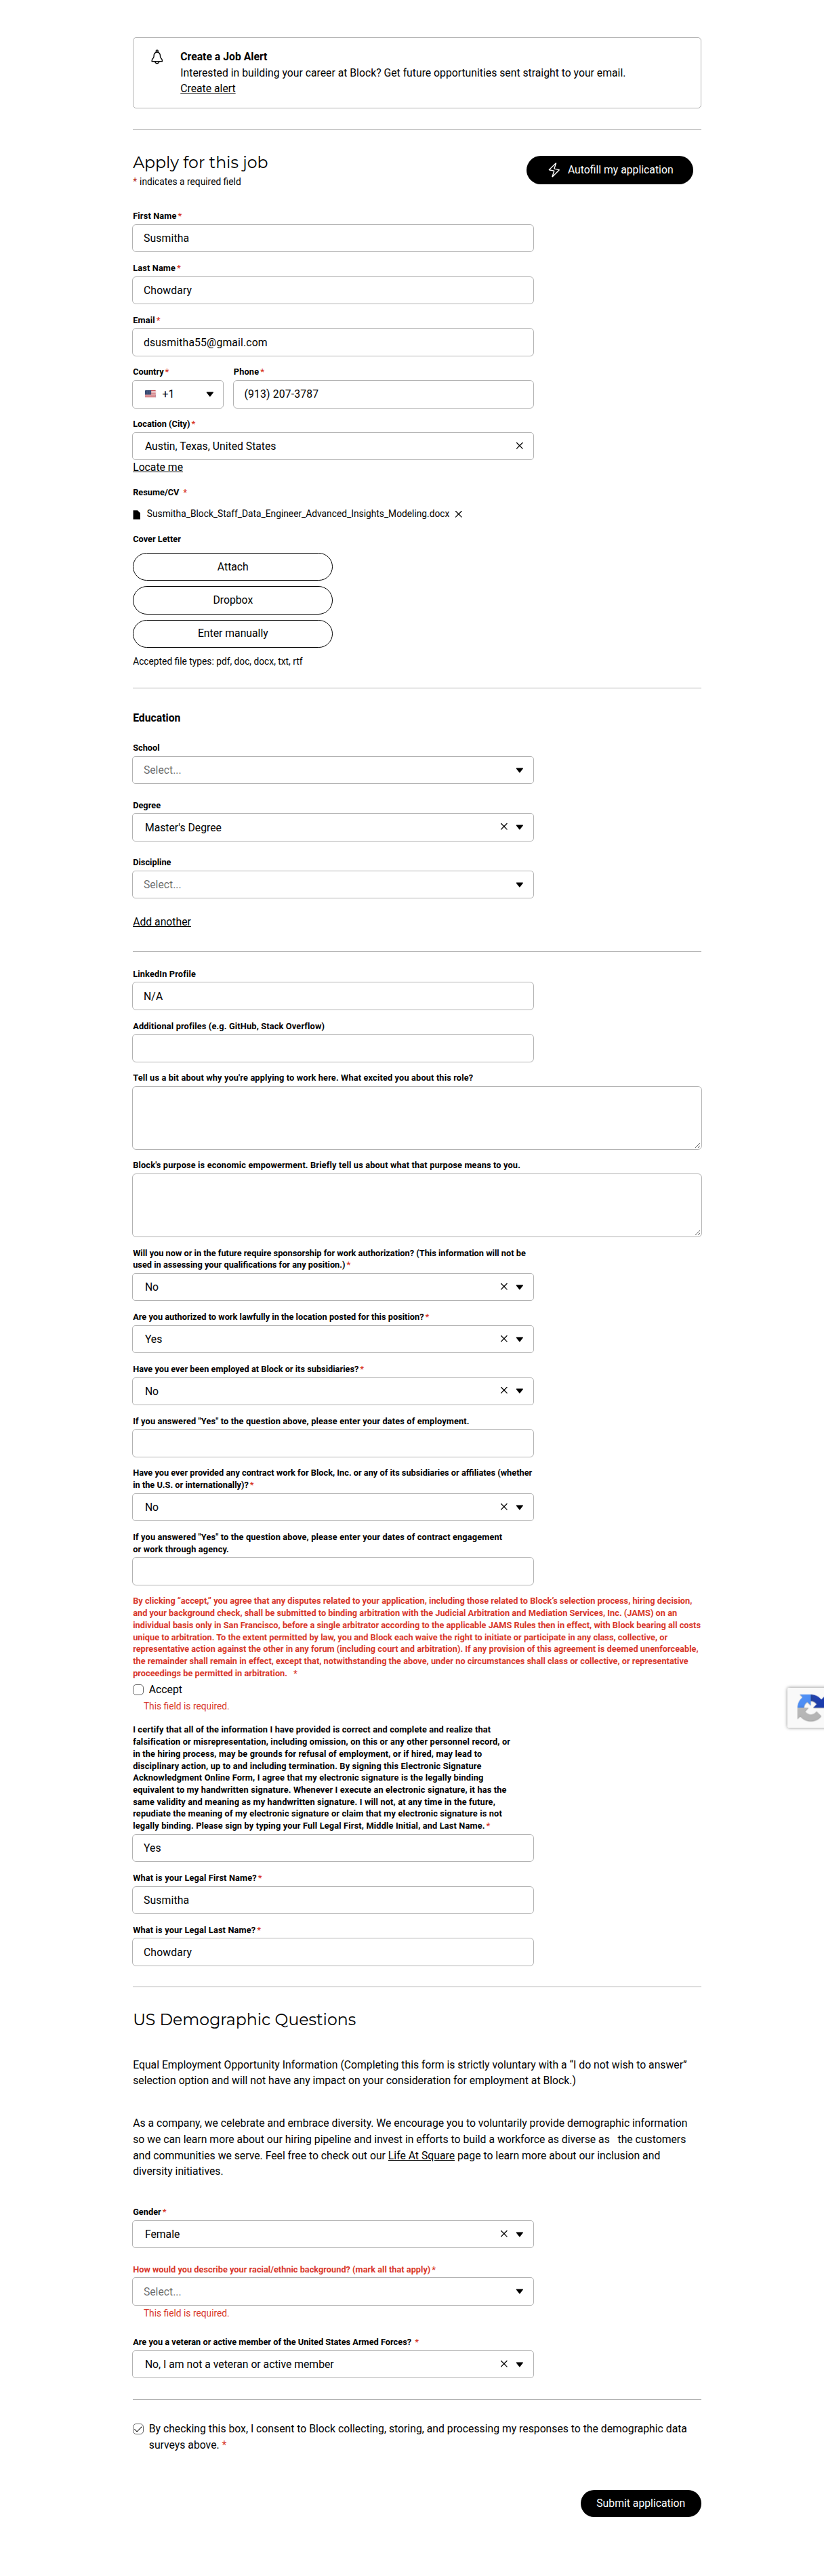 Create a Job Alert
Interested in building your career at Block? Get future opportunities sent straight to your email.
Create alert
Apply for this job
* indicates a required field
Autofill my application
First Name *
Susmitha
Last Name *
Chowdary
Email *
dsusmitha55@gmail.com
Country * Phone *
+1 (913) 207-3787
Location (City) *
Austin, Texas, United States
Locate me
Resume/CV *
Susmitha_Block_Staff_Data_Engineer_Advanced_Insights_Modeling.docx
Cover Letter
Attach
Dropbox
Enter manually
Accepted file types: pdf, doc, docx, txt, rtf
Education
School
Select...
Degree
Master's Degree
Discipline
Select...
Add another
LinkedIn Profile
N/A
Additional profiles (e.g. GitHub, Stack Overflow)
Tell us a bit about why you're applying to work here. What excited you about this role?
Block's purpose is economic empowerment. Briefly tell us about what that purpose means to you.
Will you now or in the future require sponsorship for work authorization? (This information will not be
used in assessing your qualifications for any position.) *
No
Are you authorized to work lawfully in the location posted for this position? *
Yes
Have you ever been employed at Block or its subsidiaries? *
No
If you answered "Yes" to the question above, please enter your dates of employment.
Have you ever provided any contract work for Block, Inc. or any of its subsidiaries or affiliates (whether
in the U.S. or internationally)? *
No
If you answered "Yes" to the question above, please enter your dates of contract engagement
or work through agency.
By clicking “accept,” you agree that any disputes related to your application, including those related to Block’s selection process, hiring decision,
and your background check, shall be submitted to binding arbitration with the Judicial Arbitration and Mediation Services, Inc. (JAMS) on an
individual basis only in San Francisco, before a single arbitrator according to the applicable JAMS Rules then in effect, with Block bearing all costs
unique to arbitration. To the extent permitted by law, you and Block each waive the right to initiate or participate in any class, collective, or
representative action against the other in any forum (including court and arbitration). If any provision of this agreement is deemed unenforceable,
the remainder shall remain in effect, except that, notwithstanding the above, under no circumstances shall class or collective, or representative
proceedings be permitted in arbitration. *
Accept
This field is required.
I certify that all of the information I have provided is correct and complete and realize that
falsification or misrepresentation, including omission, on this or any other personnel record, or
in the hiring process, may be grounds for refusal of employment, or if hired, may lead to
disciplinary action, up to and including termination. By signing this Electronic Signature
Acknowledgment Online Form, I agree that my electronic signature is the legally binding
equivalent to my handwritten signature. Whenever I execute an electronic signature, it has the
same validity and meaning as my handwritten signature. I will not, at any time in the future,
repudiate the meaning of my electronic signature or claim that my electronic signature is not
legally binding. Please sign by typing your Full Legal First, Middle Initial, and Last Name. *
Yes
What is your Legal First Name? *
Susmitha
What is your Legal Last Name? *
Chowdary
US Demographic Questions
Equal Employment Opportunity Information (Completing this form is strictly voluntary with a “I do not wish to answer”
selection option and will not have any impact on your consideration for employment at Block.)
As a company, we celebrate and embrace diversity. We encourage you to voluntarily provide demographic information
so we can learn more about our hiring pipeline and invest in efforts to build a workforce as diverse as the customers
and communities we serve. Feel free to check out our Life At Square page to learn more about our inclusion and
diversity initiatives.
Gender *
Female
How would you describe your racial/ethnic background? (mark all that apply) *
Select...
This field is required.
Are you a veteran or active member of the United States Armed Forces? *
No, I am not a veteran or active member
By checking this box, I consent to Block collecting, storing, and processing my responses to the demographic data
surveys above. *
Submit application